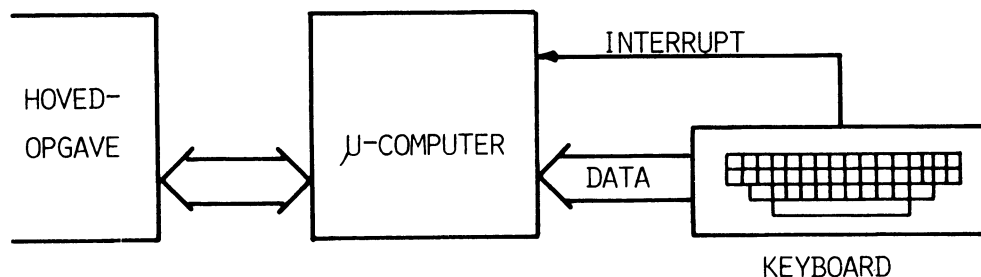 HOVED-
OPGAVE
µ-COMPUTER
INTERRUPT
DATA
KEYBOARD